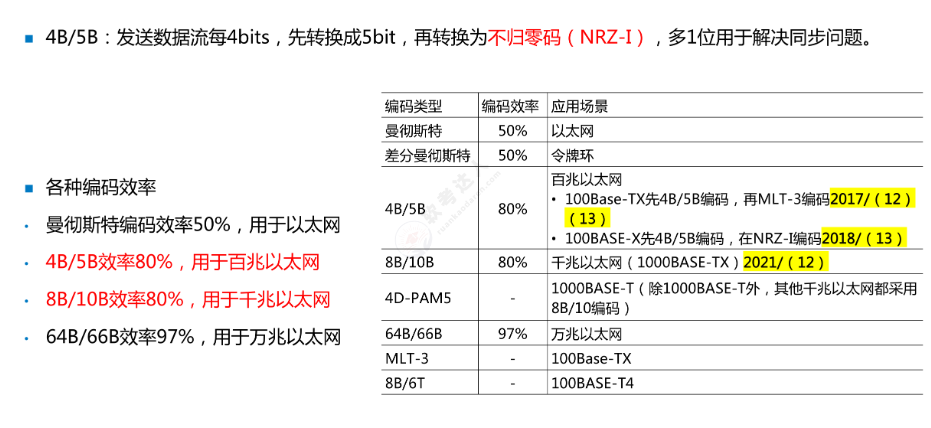 4B/5B：发送数据流每4bits，先转换成5bit，再转换为不归零码（NRZ-I），多1位用于解决同步问题。
各种编码效率
曼彻斯特编码效率50%，用于以太网
4B/5B效率80%，用于百兆以太网
8B/10B效率80%，用于千兆以太网
64B/66B效率97%，用于万兆以太网
编码类型 编码效率 应用场景
曼彻斯特 50% 以太网
差分曼彻斯特 50% 令牌环
4B/5B 80% 百兆以太网
• 100Base-TX先4B/5B编码，再MLT-3编码2017/（12）
（13）
• 100BASE-X先4B/5B编码，在NRZ-I编码2018/（13）
8B/10B 80% 千兆以太网（1000BASE-TX）2021/（12）
4D-PAM5 - 1000BASE-T（除1000BASE-T外，其他千兆以太网都采用
8B/10编码）
64B/66B 97% 万兆以太网
MLT-3 - 100Base-TX
8B/6T - 100BASE-T4